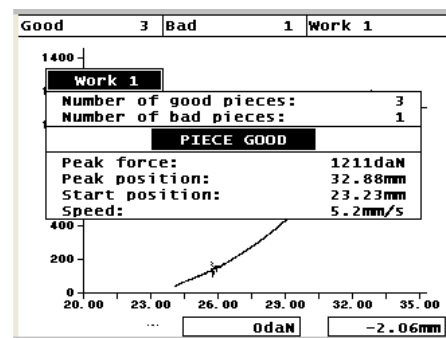 Good 3 Bad 1 Work 1
1400
Work 1
Number of good pieces: 3
Number of bad pieces: 1
PIECE GOOD
Peak force: 1211daN
Peak position: 32.88mm
Start position: 23.23mm
Speed: 5.2mm/s
400
200
0
20.00 23.00 26.00 29.00 32.00 35.00
0daN -2.06mm